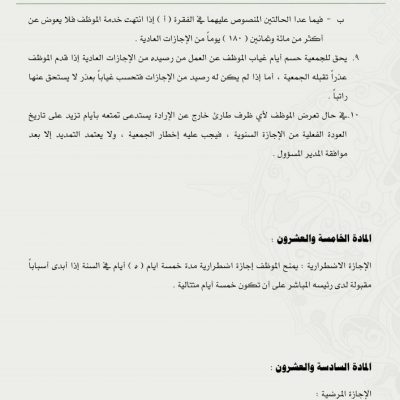 ب - فيما عدا الحالتين المنصوص عليهما في الفقرة ( أ ) إذا انتهت خدمة الموظف فلا يعوض عن
أكثر من مائة وثمانين ( ١٨٠ ) يوماً من الإجازات العادية .
٩. يحق للجمعية حسم أيام غياب الموظف عن العمل من رصيده من الإجازات العادية إذا قدم الموظف
عذراً تقبله الجمعية ، أما إذا لم يكن له رصيد من الإجازات فتحسب غياباً بعذر لا يستحق عنها
راتباً .
١٠. في حال تعرض الموظف لأي ظرف طارئ خارج عن الإرادة يستدعى تمتعه بأيام تزيد على تاريخ
العودة الفعلية من الإجازة السنوية ، فيجب عليه إخطار الجمعية ، ولا يعتمد التمديد إلا بعد
موافقة المدير المسؤول .
المادة الخامسة والعشرون :
الإجازة الاضطرارية : يمنح الموظف إجازة اضطرارية مدة خمسة أيام ( ٥ ) أيام في السنة إذا أبدى أسباباً
مقبولة لدى رئيسه المباشر على أن تكون خمسة أيام متتالية .
المادة السادسة والعشرون :
الإجازة المرضية :